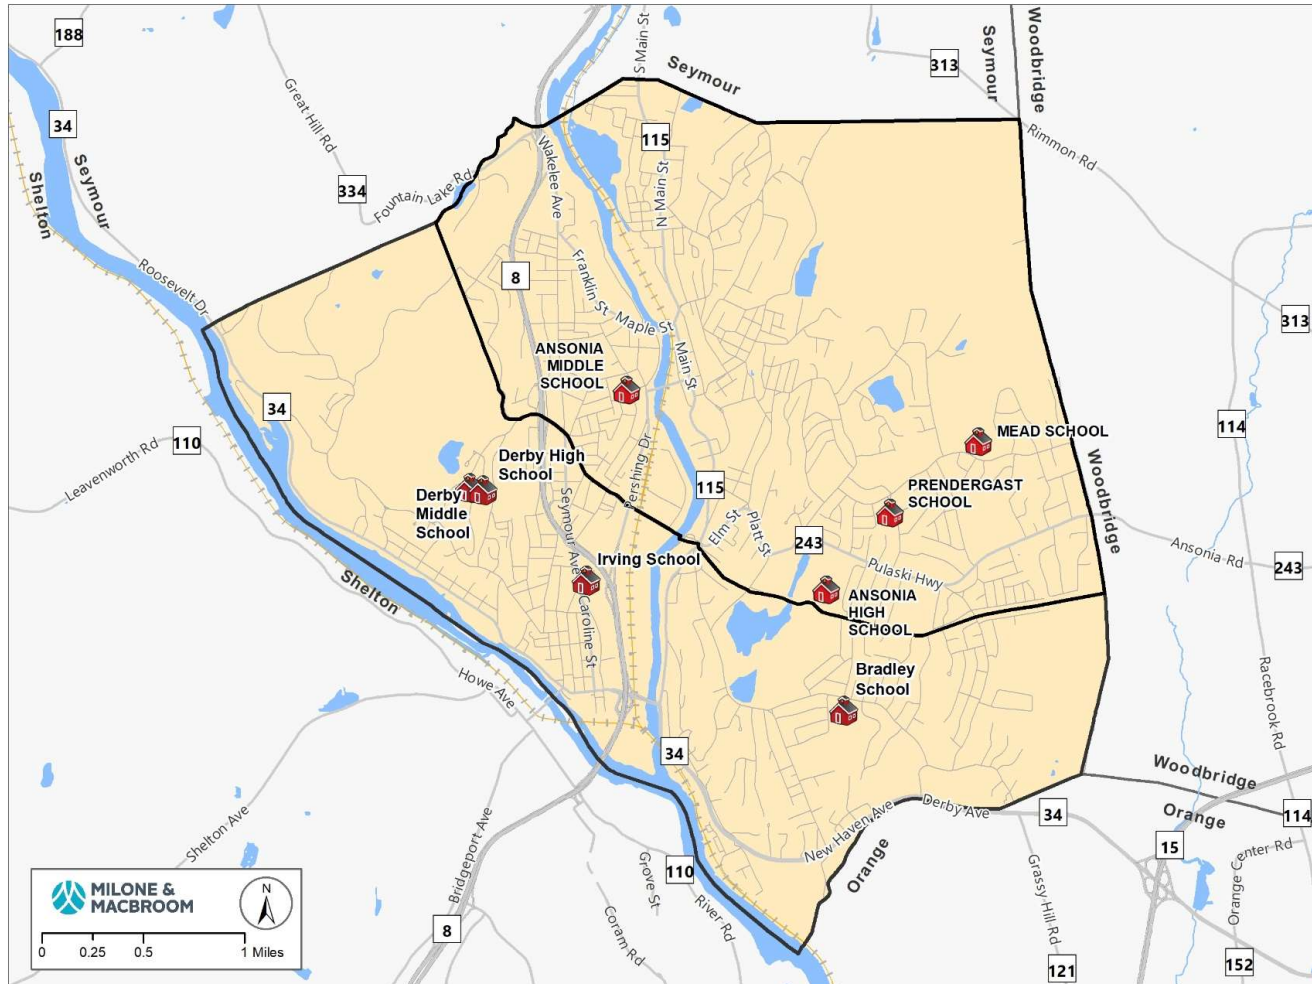 188
S Main St
Seymour
313
Seymour
Woodbridge
Great Hill Rd
34
Seymour
Shelton
115
Rimmon Rd
Wakelee Ave
334
Fountain Lake Rd
N Main St
Roosevelt Dr
8
Franklin St
Maple St
313
Main St
ANSONIA
MIDDLE
SCHOOL
34
110
Leavenworth Rd
114
MEAD SCHOOL
Derby High
School
Pershing Dr
Woodbridge
Derby
Middle
School
Seymour Ave
115
PRENDERGAST
SCHOOL
Elm St
Platt St
243
Ansonia Rd
243
Irving School
Pulaski Hwy
Shelton
Caroline St
ANSONIA
HIGH
SCHOOL
Bradley
School
Howe Ave
Racebrook Rd
34
Woodbridge
Orange
Shelton Ave
Bridgeport Ave
New Haven Ave
Derby Ave
34
114
15
Orange
110
Grove St
Orange Center Rd
Grassy Hill Rd
River Rd
Coram Rd
8
121
152
MILONE &
MACBROOM
N
0 0.25 0.5 1 Miles